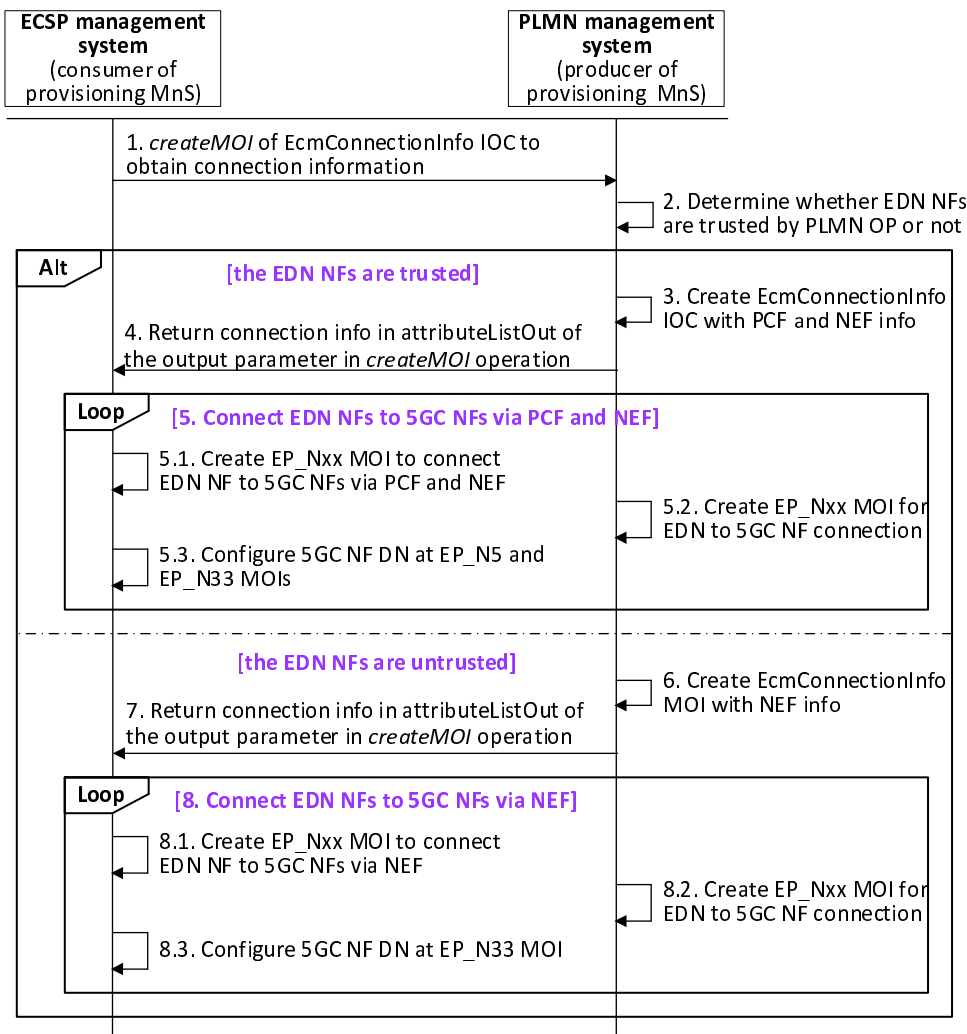 ECSP management
system
(consumer of
provisioning MnS)
PLMN management
system
(producer of
provisioning MnS)
1. createMOI of EcmConnectionInfo IOC to
obtain connection information
2. Determine whether EDN NFs
are trusted by PLMN OP or not
Alt
[the EDN NFs are trusted]
3. Create EcmConnectionInfo
IOC with PCF and NEF info
4. Return connection info in attributeListOut of
the output parameter in createMOI operation
Loop
[5. Connect EDN NFs to 5GC NFs via PCF and NEF]
5.1. Create EP_Nxx MOI to connect
EDN NF to 5GC NFs via PCF and NEF
5.2. Create EP_Nxx MOI for
EDN to 5GC NF connection
5.3. Configure 5GC NF DN at EP_N5 and
EP_N33 MOIs
[the EDN NFs are untrusted]
6. Create EcmConnectionInfo
MOI with NEF info
7. Return connection info in attributeListOut of
the output parameter in createMOI operation
Loop
[8. Connect EDN NFs to 5GC NFs via NEF]
8.1. Create EP_Nxx MOI to connect
EDN NF to 5GC NFs via NEF
8.2. Create EP_Nxx MOI for
EDN to 5GC NF connection
8.3. Configure 5GC NF DN at EP_N33 MOI